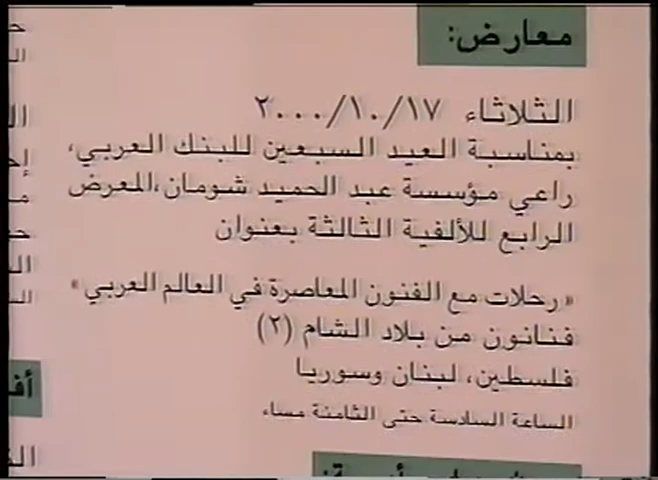 معارض:
الثلاثاء ٢٠٠٠/١٠/١٧
بمناسبة العيد السبعين للبنك العربي،
راعي مؤسسة عبد الحميد شومان،المعرض
الرابع للألفية الثالثة بعنوان
«رحلات مع الفنون المعاصرة في العالم العربي»
فنانون من بلاد الشام (٢)
فلسطين، لبنان وسوريا
الساعة السادسة حتى الثامنة مساء